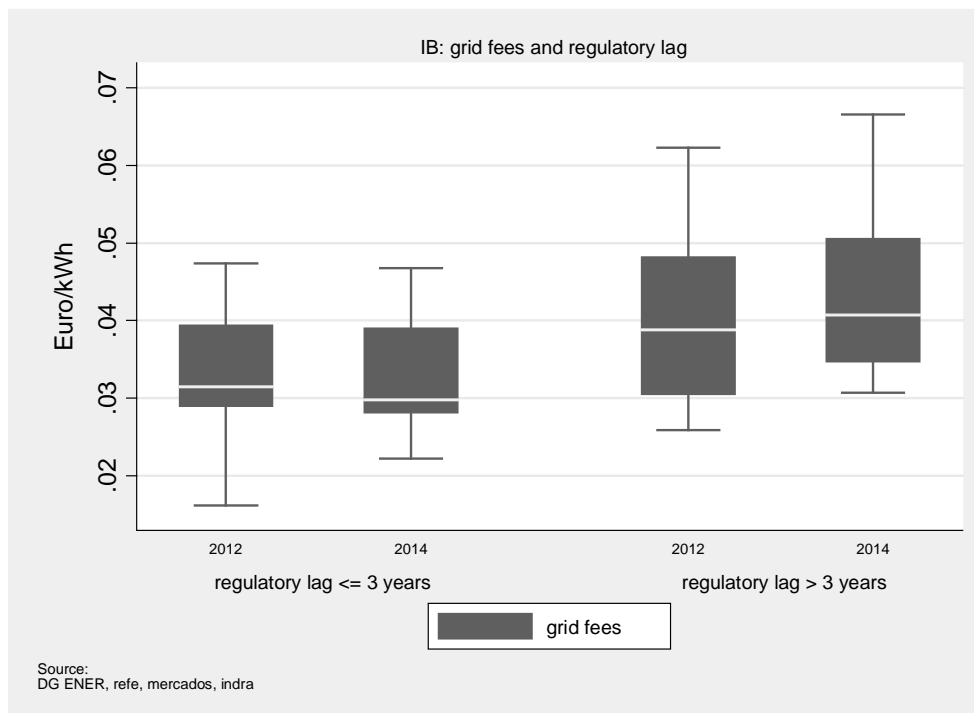 IB: grid fees and regulatory lag
.07
.06
.05
.04
.03
.02
Euro/kWh
2012 2014 2012 2014
regulatory lag <= 3 years regulatory lag > 3 years
grid fees
Source:
DG ENER, refe, mercados, indra